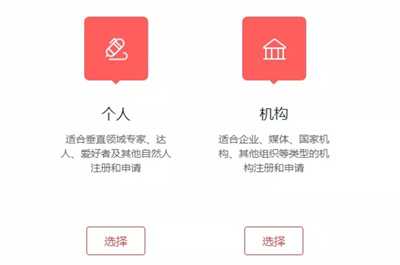 个人
适合垂直领域专家、达
人、爱好者及其他自然人
注册和申请
选择
机构
适合企业、媒体、国家机
构、其他组织等类型的机
构注册和申请
选择